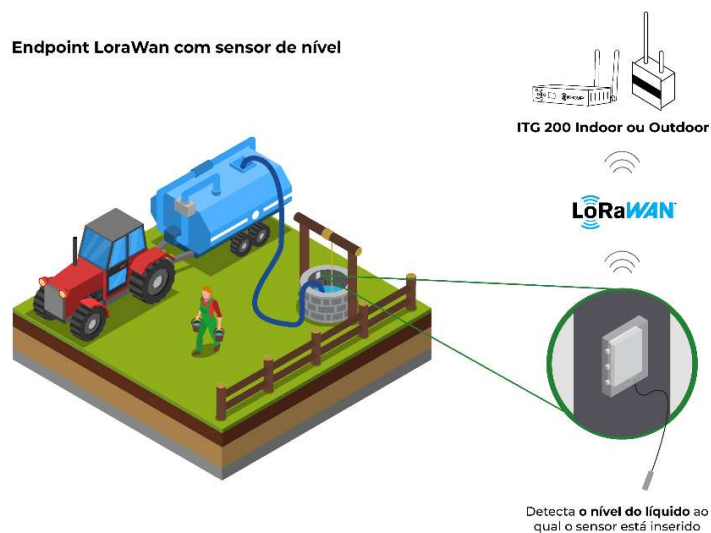 Endpoint LoraWan com sensor de nível
ITG 200 Indoor ou Outdoor
LoRaWAN
Detecta o nível do líquido ao
qual o sensor está inserido